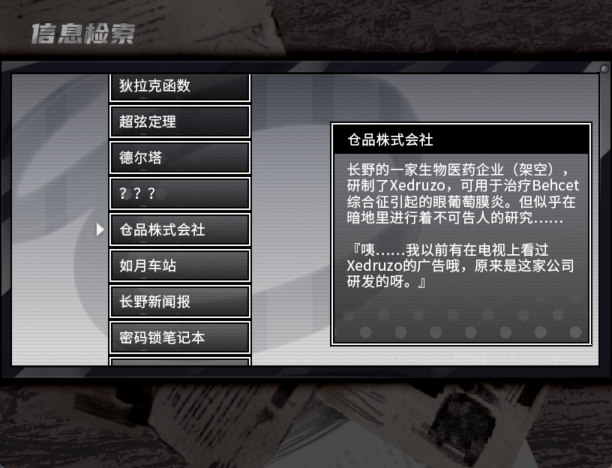 信息检索
狄拉克函数
超弦定理
德尔塔
？？？
仓品株式会社
如月车站
长野新闻报
密码锁笔记本
仓品株式会社
长野的一家生物医药企业（架空），
研制了Xedruzo，可用于治疗Behcet
综合征引起的眼葡萄膜炎。但似乎在
暗地里进行着不可告人的研究……
『咦……我以前有在电视上看过
Xedruzo的广告哦，原来是这家公司
研发的呀。』